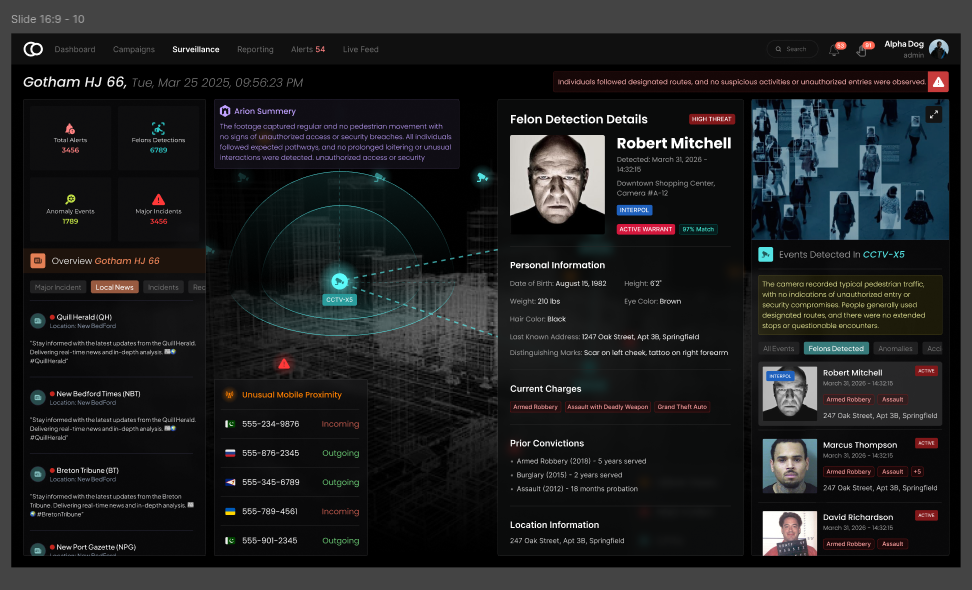 Slide 16:9 - 10
Dashboard
Campaigns
Surveillance
Reporting
Alerts 54
Live Feed
Search
53
91
Alpha Dog
admin
Gotham HJ 66, Tue, Mar 25 2025, 09:56:23 PM
Individuals followed designated routes, and no suspicious activities or unauthorized entries were observed.
Total Alerts
3456
Felons Detections
6789
Anomaly Events
1789
Major Incidents
3456
Overview Gotham HJ 66
Major Incident
Local News
Incidents
Rec
Quill Herald (QH)
Location: New BedFord
"Stay informed with the latest updates from the Quill Herald.
Delivering real-time news and in-depth analysis.
#QuillHerald"
New Bedford Times (NBT)
Location: New BedFord
"Stay informed with the latest updates from the Quill Herald.
Delivering real-time news and in-depth analysis.
#QuillHerald"
Breton Tribune (BT)
Location: New BedFord
"Stay informed with the latest updates from the Breton
Tribune. Delivering real-time news and in-depth analysis.
#BretonTribune"
New Port Gazette (NPG)
Location: New BedFord
Arion Summery
The footage captured regular and no pedestrian movement with
no signs of unauthorized access or security breaches. All individuals
followed expected pathways, and no prolonged loitering or unusual
interactions were detected. unauthorized access or security
CCTV-X5
Unusual Mobile Proximity
555-234-9876 Incoming
555-876-2345 Outgoing
555-345-6789 Outgoing
555-789-4561 Incoming
555-901-2345 Outgoing
Felon Detection Details
HIGH THREAT
Robert Mitchell
Detected: March 31, 2026 -
14:32:15
Downtown Shopping Center,
Camera #A-12
INTERPOL
ACTIVE WARRANT
97% Match
Personal Information
Date of Birth: August 15, 1982
Height: 6'2"
Weight: 210 lbs
Eye Color: Brown
Hair Color: Black
Last Known Address: 1247 Oak Street, Apt 3B, Springfield
Distinguishing Marks: Scar on left cheek, tattoo on right forearm
Current Charges
Armed Robbery
Assault with Deadly Weapon
Grand Theft Auto
Prior Convictions
• Armed Robbery (2018) - 5 years served
• Burglary (2015) - 2 years served
• Assault (2012) - 18 months probation
Location Information
247 Oak Street, Apt 3B, Springfield
Events Detected In CCTV-X5
The camera recorded typical pedestrian traffic,
with no indications of unauthorized entry or
security compromises. People generally used
designated routes, and there were no extended
stops or questionable encounters.
All Events
Felons Detected
Anomalies
Acci
INTERPOL
Robert Mitchell
ACTIVE
March 31, 2026 - 14:32:15
Armed Robbery
Assault
247 Oak Street, Apt 3B, Springfield
Marcus Thompson
ACTIVE
March 31, 2026 - 14:32:15
Armed Robbery
Assault
+5
247 Oak Street, Apt 3B, Springfield
David Richardson
ACTIVE
March 31, 2026 - 14:32:15
Armed Robbery
Assault